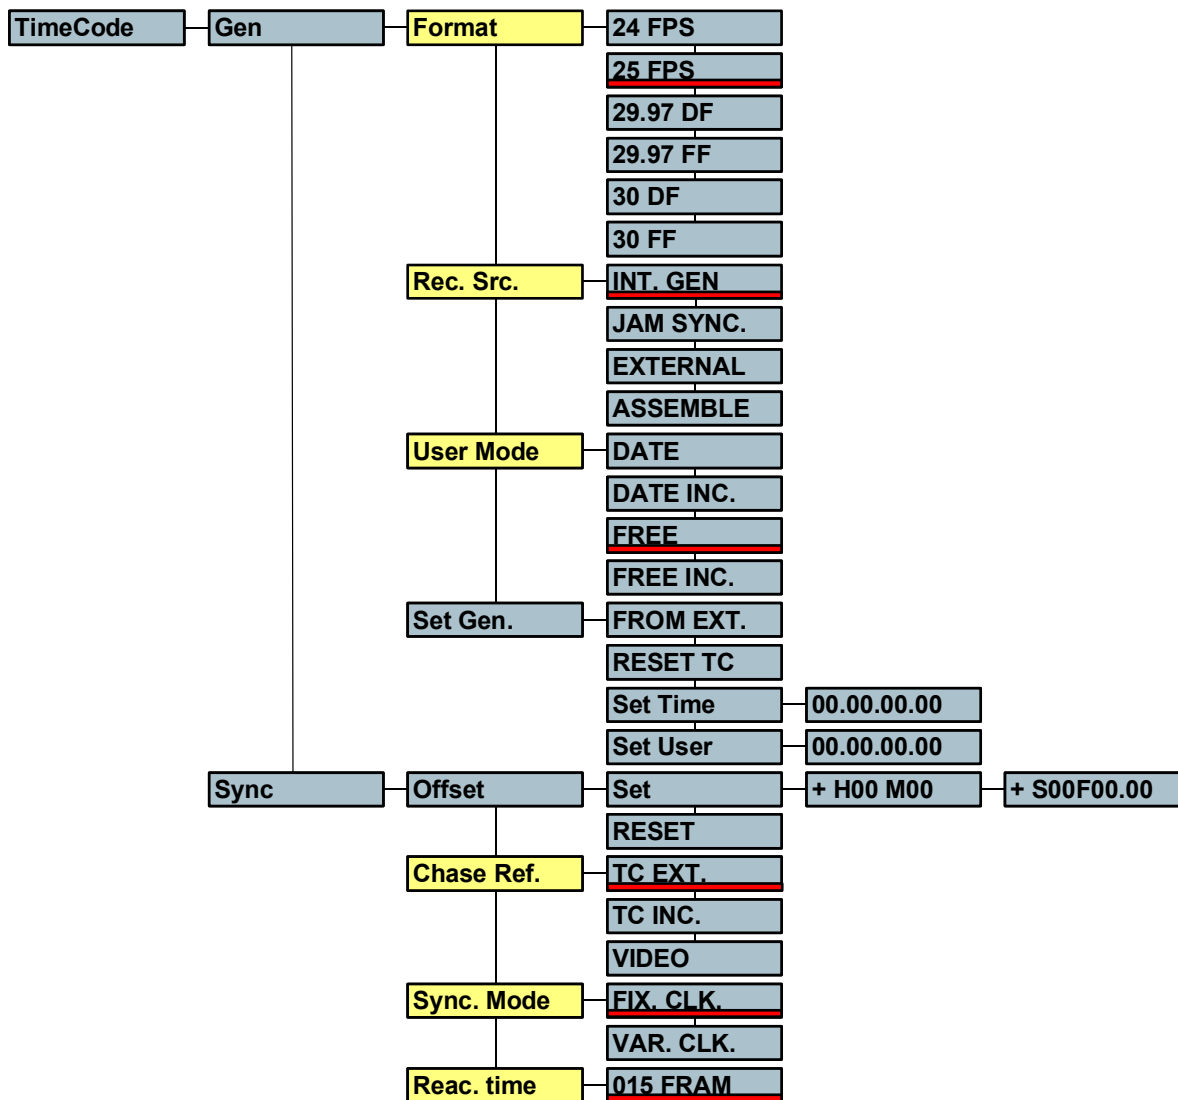 TimeCode Gen Format 24 FPS
25 FPS
29.97 DF
29.97 FF
30 DF
30 FF
Rec. Src. INT. GEN
JAM SYNC.
EXTERNAL
ASSEMBLE
User Mode DATE
DATE INC.
FREE
FREE INC.
Set Gen. FROM EXT.
RESET TC
Set Time 00.00.00.00
Set User 00.00.00.00
Sync Offset Set + H00 M00 + S00F00.00
RESET
Chase Ref. TC EXT.
TC INC.
VIDEO
Sync. Mode FIX. CLK.
VAR. CLK.
Reac. time 015 FRAM